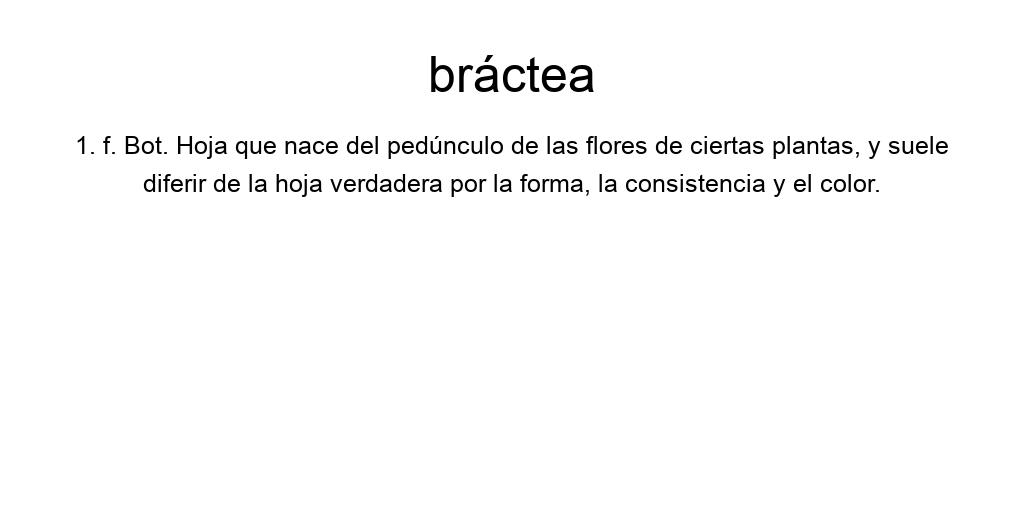 bráctea
1. f. Bot. Hoja que nace del pedúnculo de las flores de ciertas plantas, y suele
diferir de la hoja verdadera por la forma, la consistencia y el color.